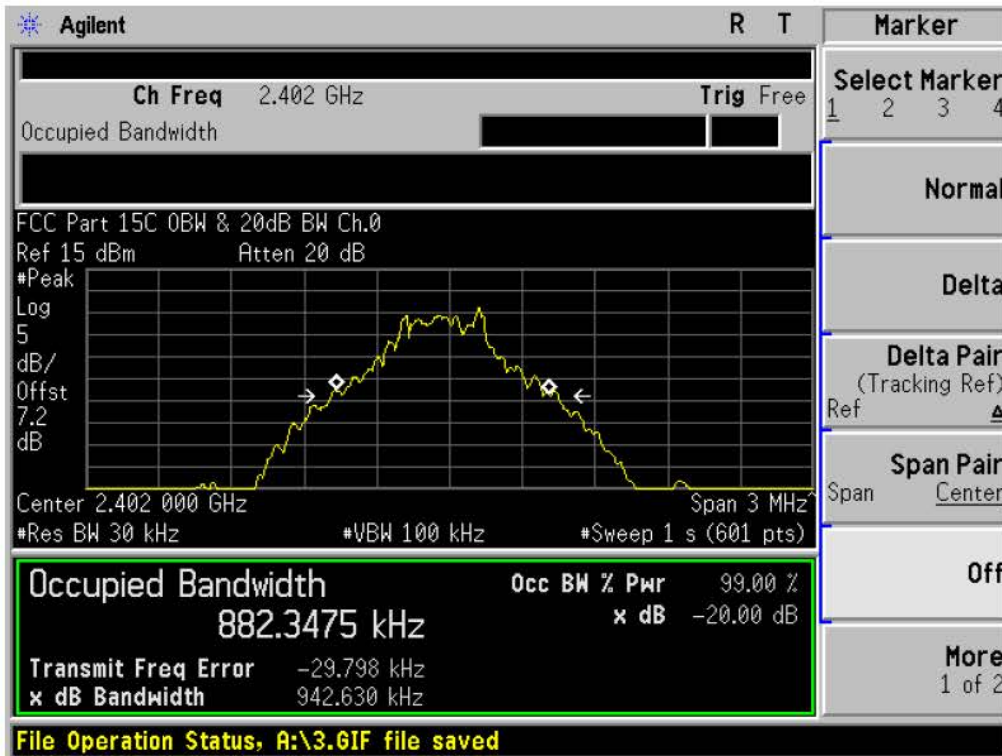 Agilent R T
Ch Freq 2.402 GHz Trig Free
Occupied Bandwidth
FCC Part 15C OBW & 20dB BW Ch.0
Ref 15 dBm Atten 20 dB
#Peak
Log
5
dB/
Offst
7.2
dB
Center 2.402 000 GHz Span 3 MHz^
#Res BW 30 kHz #VBW 100 kHz #Sweep 1 s (601 pts)
Occupied Bandwidth
882.3475 kHz
Occ BW % Pwr 99.00 %
x dB -20.00 dB
Transmit Freq Error -29.798 kHz
x dB Bandwidth 942.630 kHz
File Operation Status, A:\3.GIF file saved
Marker
Select Marker
1 2 3 4
Normal
Delta
Delta Pair
(Tracking Ref)
Ref Δ
Span Pair
Span Center
Off
More
1 of 2